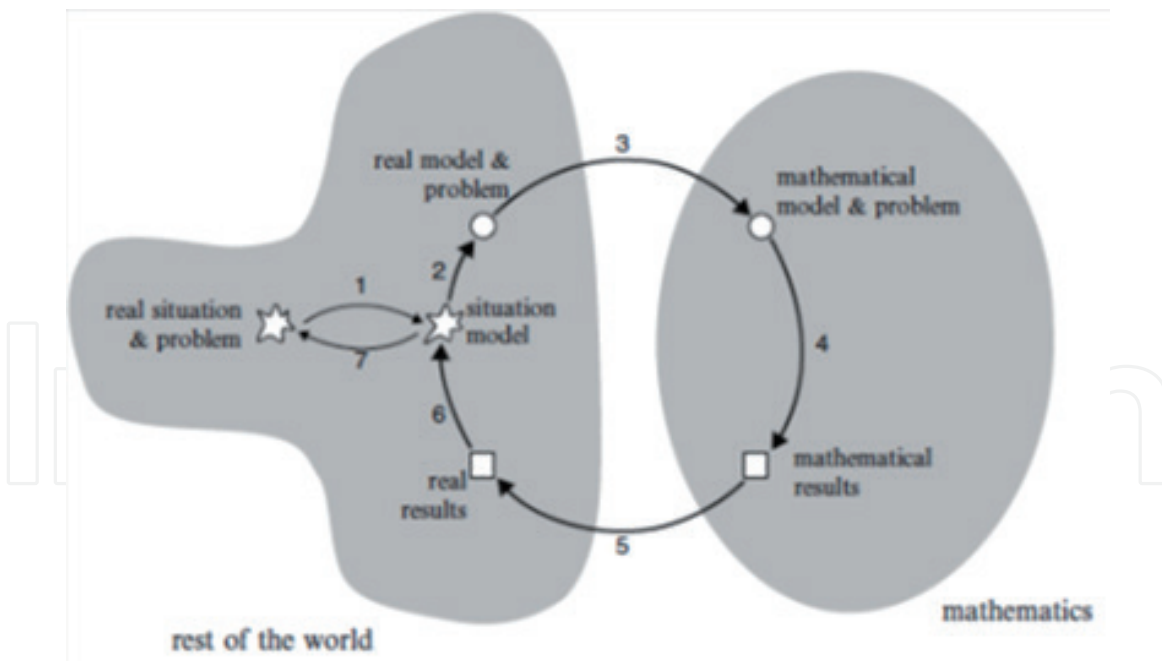 3
real model &
problem
mathematical
model & problem
2
1
real situation
& problem
situation
model
7
4
6
real
results
mathematical
results
5
mathematics
rest of the world